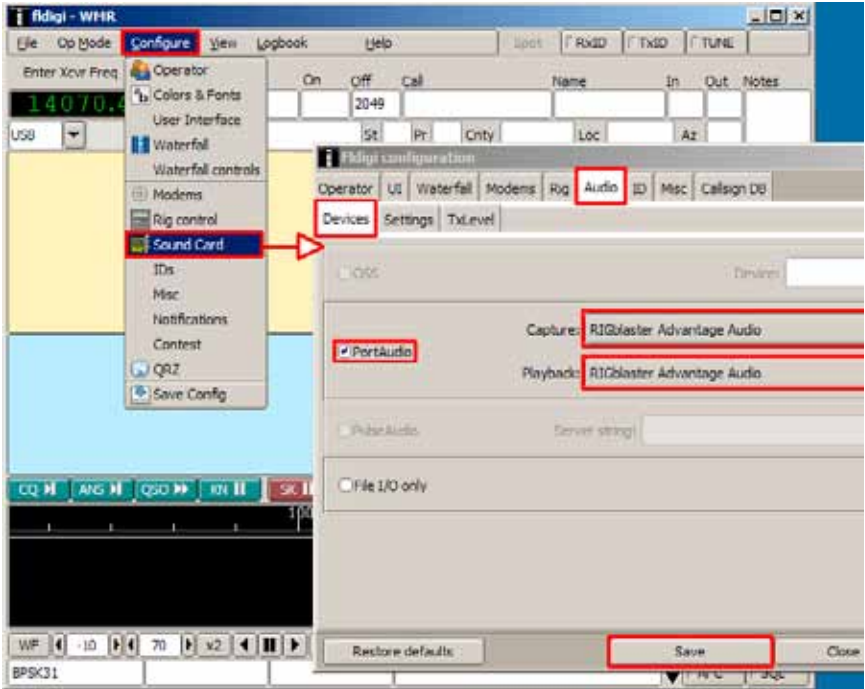 fldigi - WMR
File Op Mode Configure View Logbook Help Spot RxID TxID TUNE
Enter Xcvr Freq On Off Call Name In Out Notes
2049
USB St Pr Cnty Loc Az
Operator
Colors & Fonts
User Interface
Waterfall
Waterfall controls
Modems
Rig control
Sound Card
IDs
Misc
Notifications
Contest
QRZ
Save Config
Fldigi configuration
Operator UI Waterfall Modems Rig Audio ID Misc Callsign DB
Devices Settings TxLevel
OSS Device:
Capture: RIGblaster Advantage Audio
PortAudio
Playback: RIGblaster Advantage Audio
PulseAudio Server string:
File I/O only
CQ ANS QSO KN SK
Restore defaults Save Close
WF -10 70 x2
BPSK31 AFC SQL